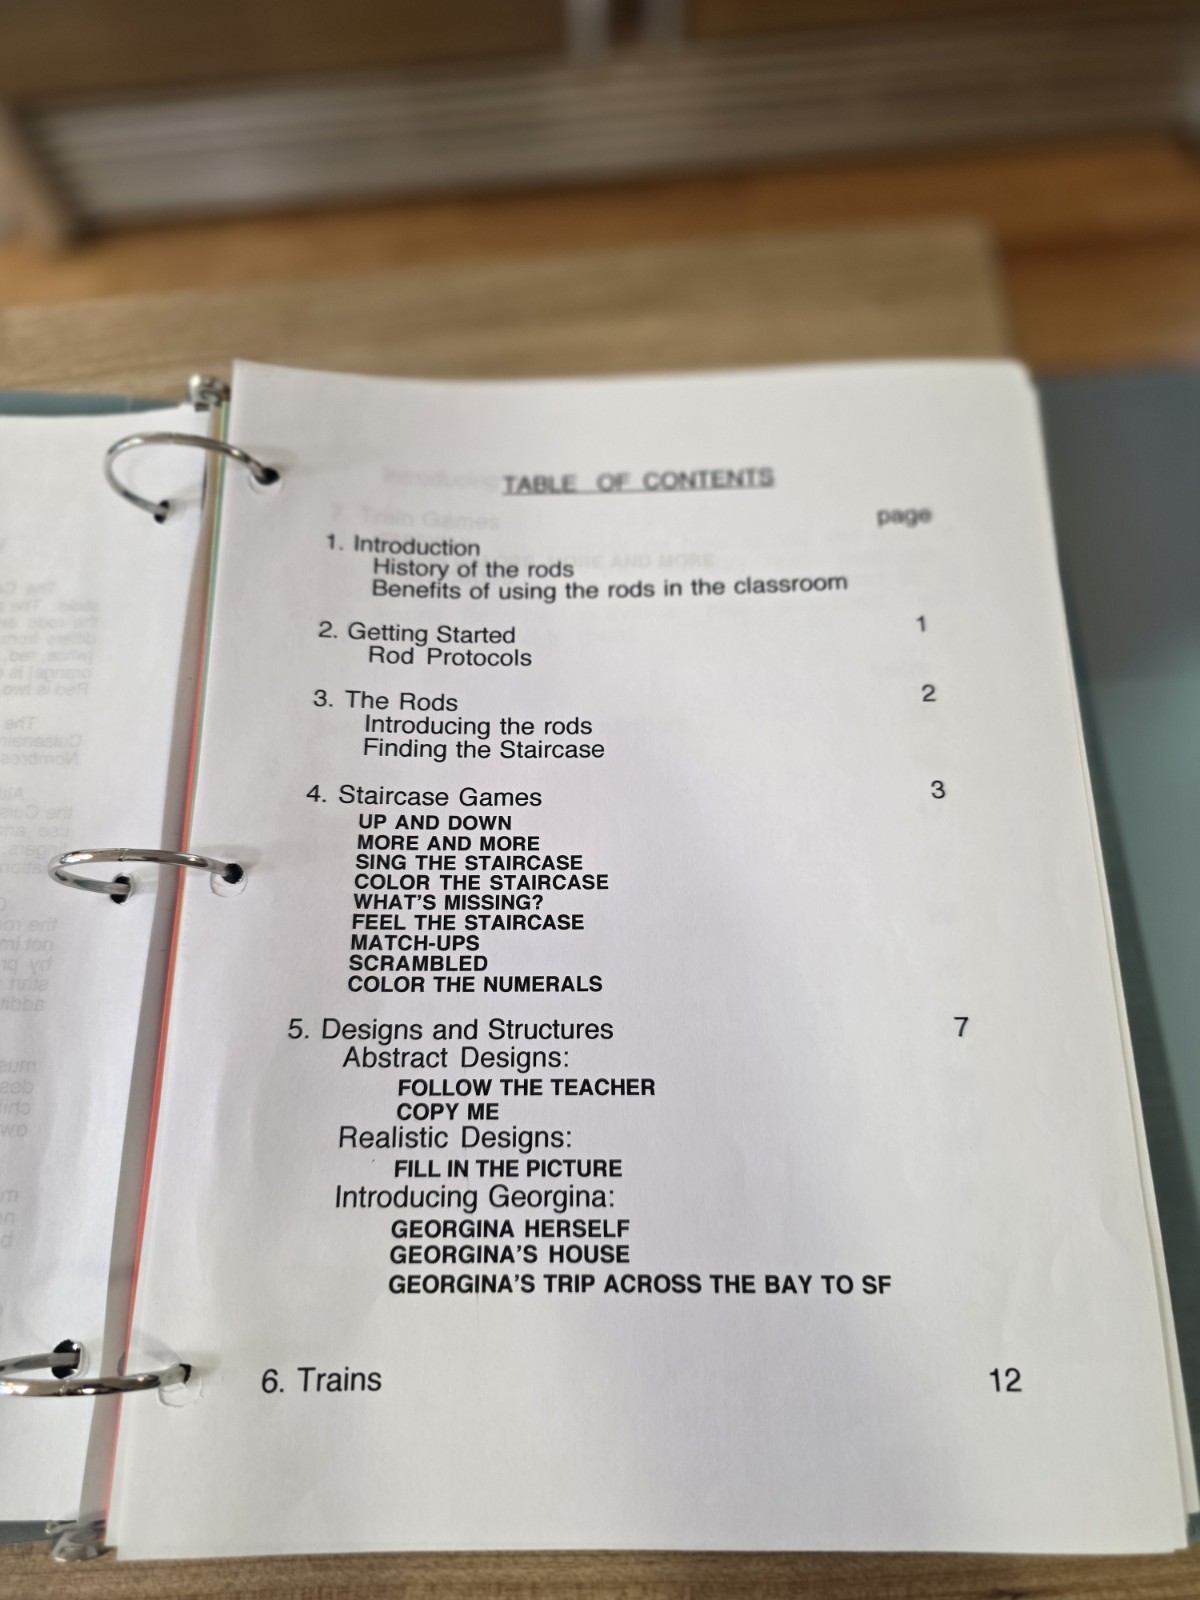 TABLE OF CONTENTS
page
1. Introduction
History of the rods
Benefits of using the rods in the classroom
2. Getting Started 1
Rod Protocols
3. The Rods 2
Introducing the rods
Finding the Staircase
4. Staircase Games 3
UP AND DOWN
MORE AND MORE
SING THE STAIRCASE
COLOR THE STAIRCASE
WHAT'S MISSING?
FEEL THE STAIRCASE
MATCH-UPS
SCRAMBLED
COLOR THE NUMERALS
5. Designs and Structures 7
Abstract Designs:
FOLLOW THE TEACHER
COPY ME
Realistic Designs:
FILL IN THE PICTURE
Introducing Georgina:
GEORGINA HERSELF
GEORGINA'S HOUSE
GEORGINA'S TRIP ACROSS THE BAY TO SF
6. Trains 12